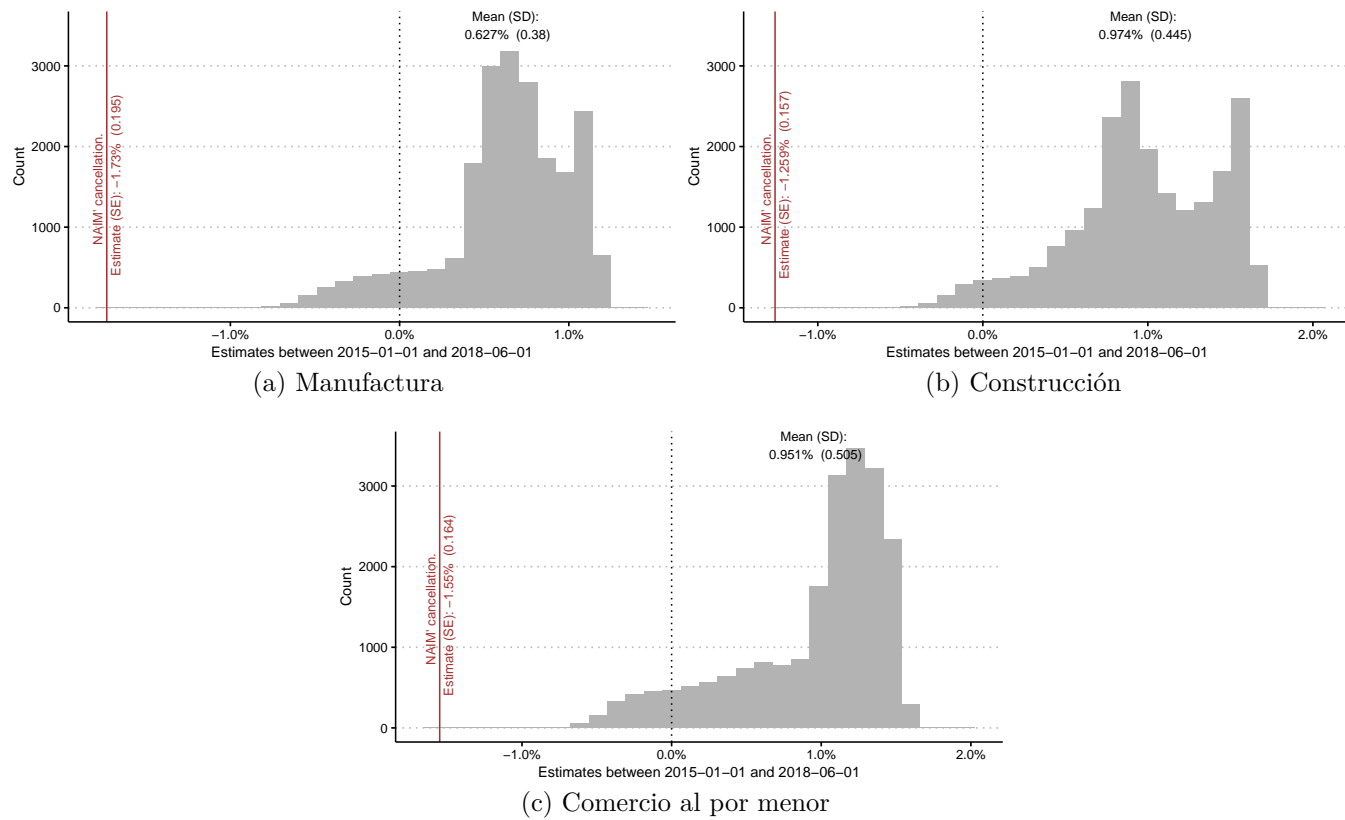 Mean (SD):
0.627% (0.38)
3000
2000
1000
0
Count
NAIM' cancellation.
Estimate (SE): −1.73% (0.195)
−1.0%
0.0%
1.0%
Estimates between 2015−01−01 and 2018−06−01
(a) Manufactura
Mean (SD):
0.974% (0.445)
3000
2000
1000
0
Count
NAIM' cancellation.
Estimate (SE): −1.259% (0.157)
−1.0%
0.0%
1.0%
2.0%
Estimates between 2015−01−01 and 2018−06−01
(b) Construcción
Mean (SD):
0.951% (0.505)
3000
2000
1000
0
Count
NAIM' cancellation.
Estimate (SE): −1.55% (0.164)
−1.0%
0.0%
1.0%
2.0%
Estimates between 2015−01−01 and 2018−06−01
(c) Comercio al por menor